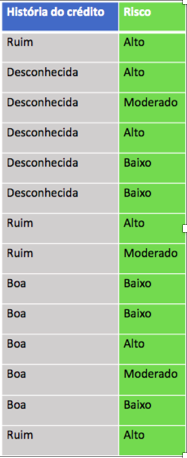 História do crédito Risco
Ruim Alto
Desconhecida Alto
Desconhecida Moderado
Desconhecida Alto
Desconhecida Baixo
Desconhecida Baixo
Ruim Alto
Ruim Moderado
Boa Baixo
Boa Baixo
Boa Alto
Boa Moderado
Boa Baixo
Ruim Alto